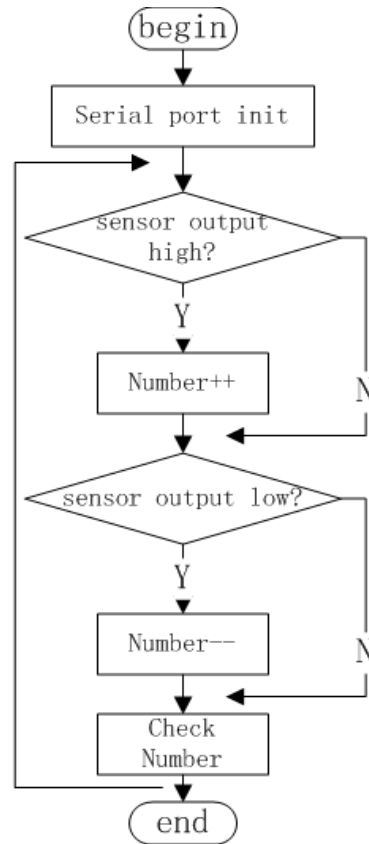 begin
Serial port init
sensor output
high?
Y
Number++
N
sensor output low?
Y
Number--
N
Check
Number
end